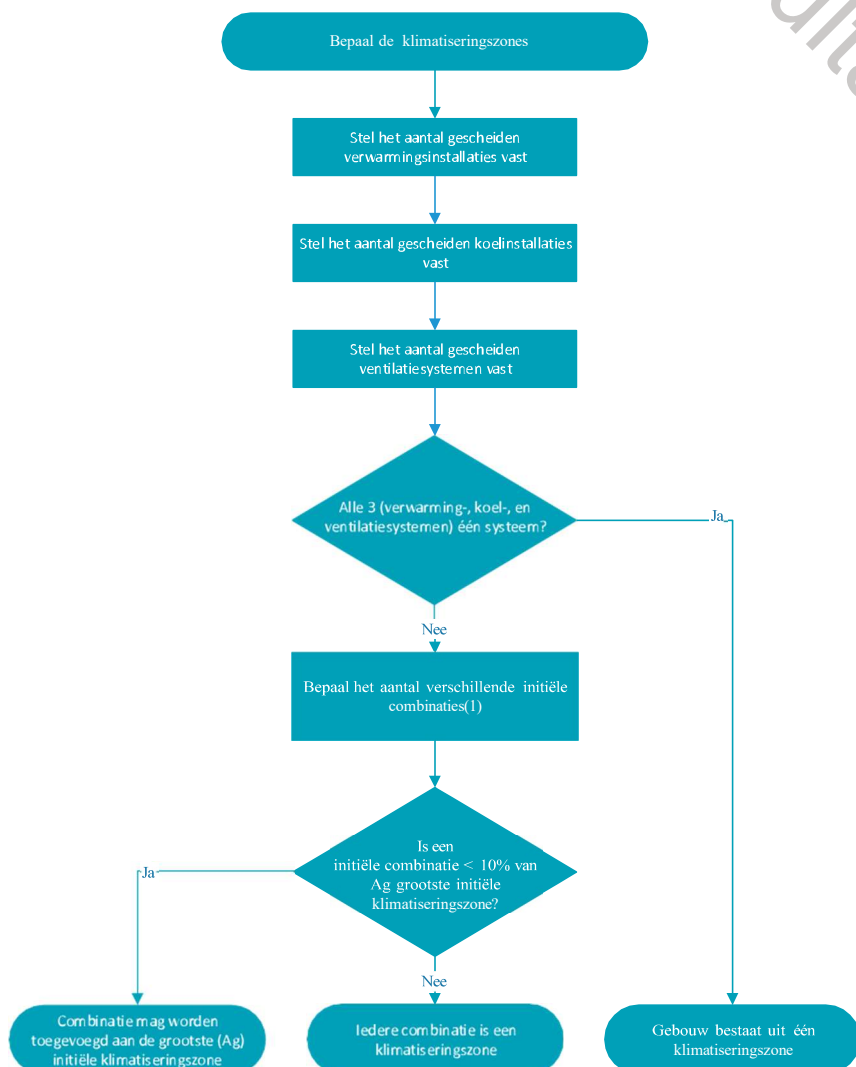 Bepaal de klimatiseringszones
Stel het aantal gescheiden
verwarmingsinstallaties vast
Stel het aantal gescheiden koelinstallaties
vast
Stel het aantal gescheiden
ventilatiesystemen vast
Alle 3 (verwarming-, koel-, en
ventilatiesystemen) één systeem?
Ja
Nee
Bepaal het aantal verschillende initiële
combinaties(1)
Is een
initiële combinatie < 10% van
Ag grootste initiële
klimatiseringszone?
Ja
Nee
Combinatie mag worden
toegevoegd aan de grootste (Ag)
initiële klimatiseringszone
Iedere combinatie is een
klimatiseringszone
Gebouw bestaat uit één
klimatiseringszone